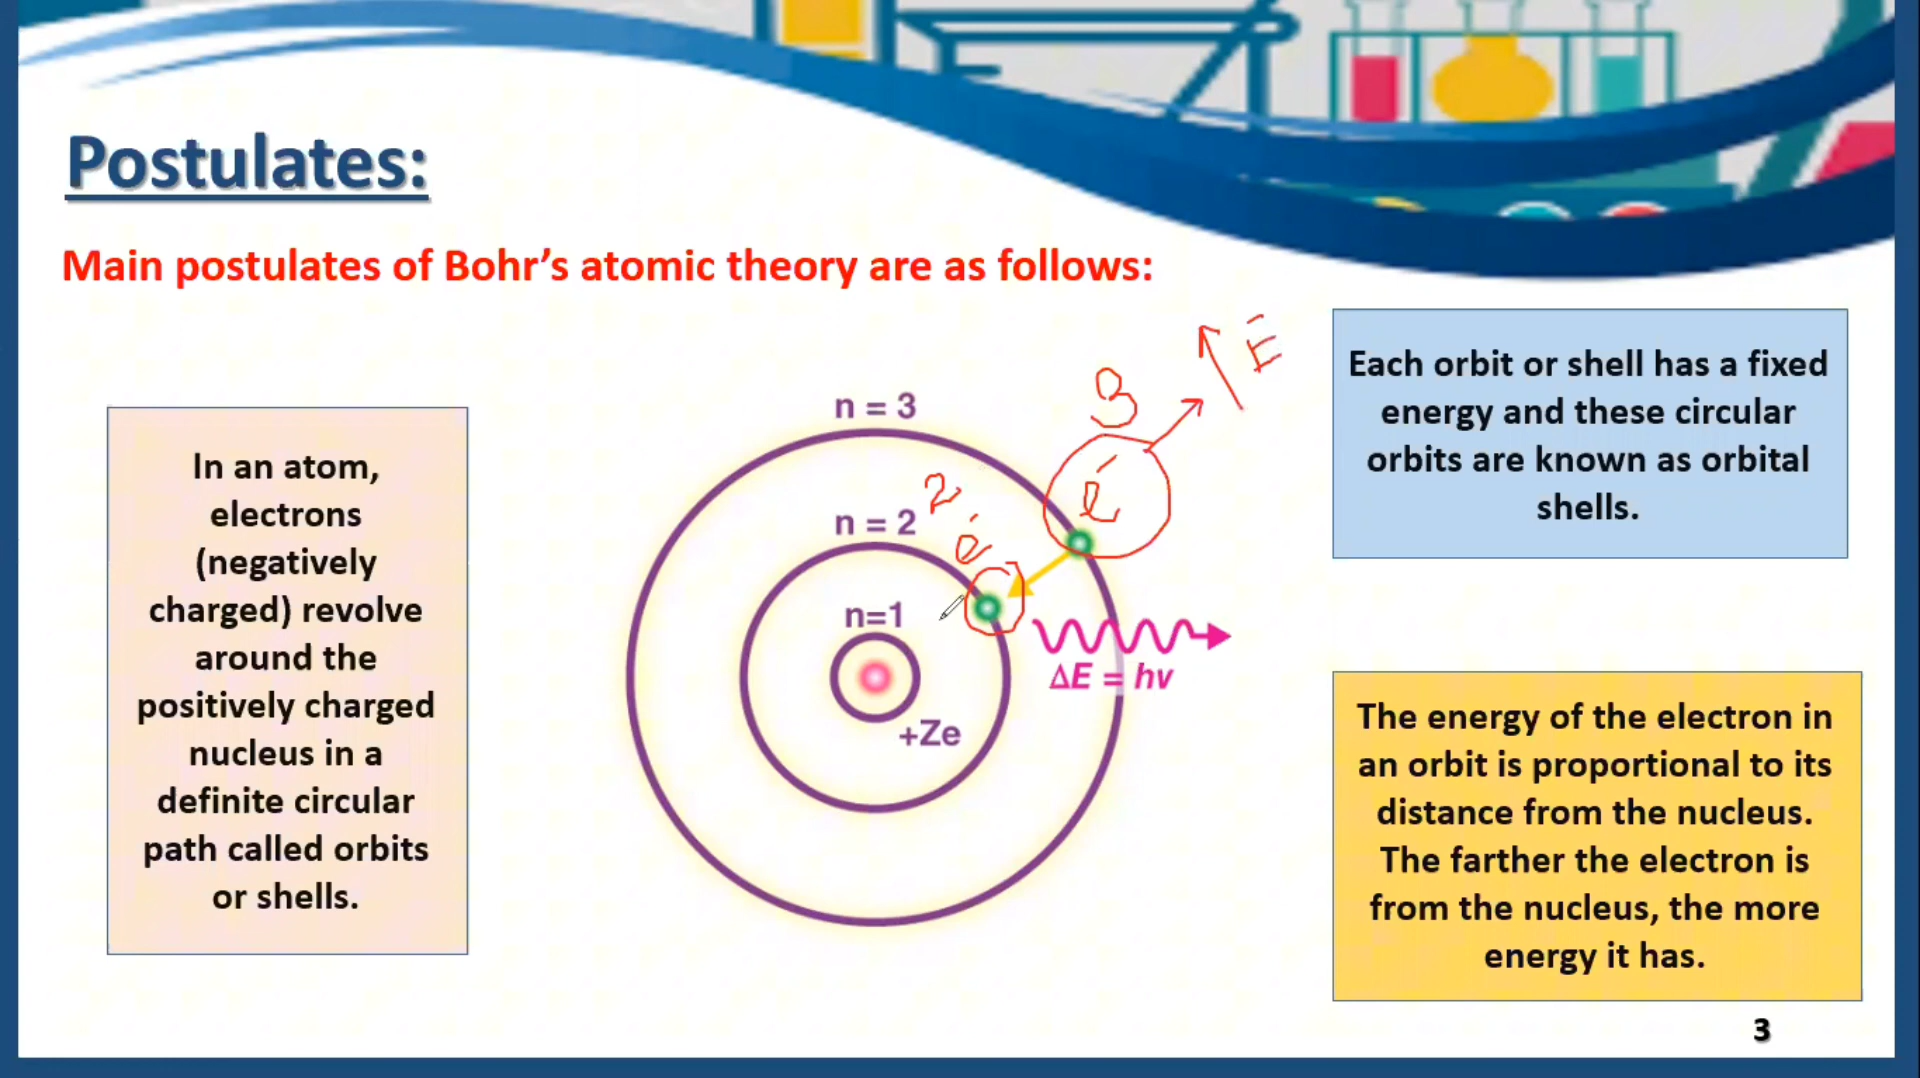 Postulates:
Main postulates of Bohr’s atomic theory are as follows:
In an atom,
electrons
(negatively
charged) revolve
around the
positively charged
nucleus in a
definite circular
path called orbits
or shells.
n = 3
n = 2
n=1
+Ze
ΔE = hv
3
E
2
Each orbit or shell has a fixed
energy and these circular
orbits are known as orbital
shells.
The energy of the electron in
an orbit is proportional to its
distance from the nucleus.
The farther the electron is
from the nucleus, the more
energy it has.
3